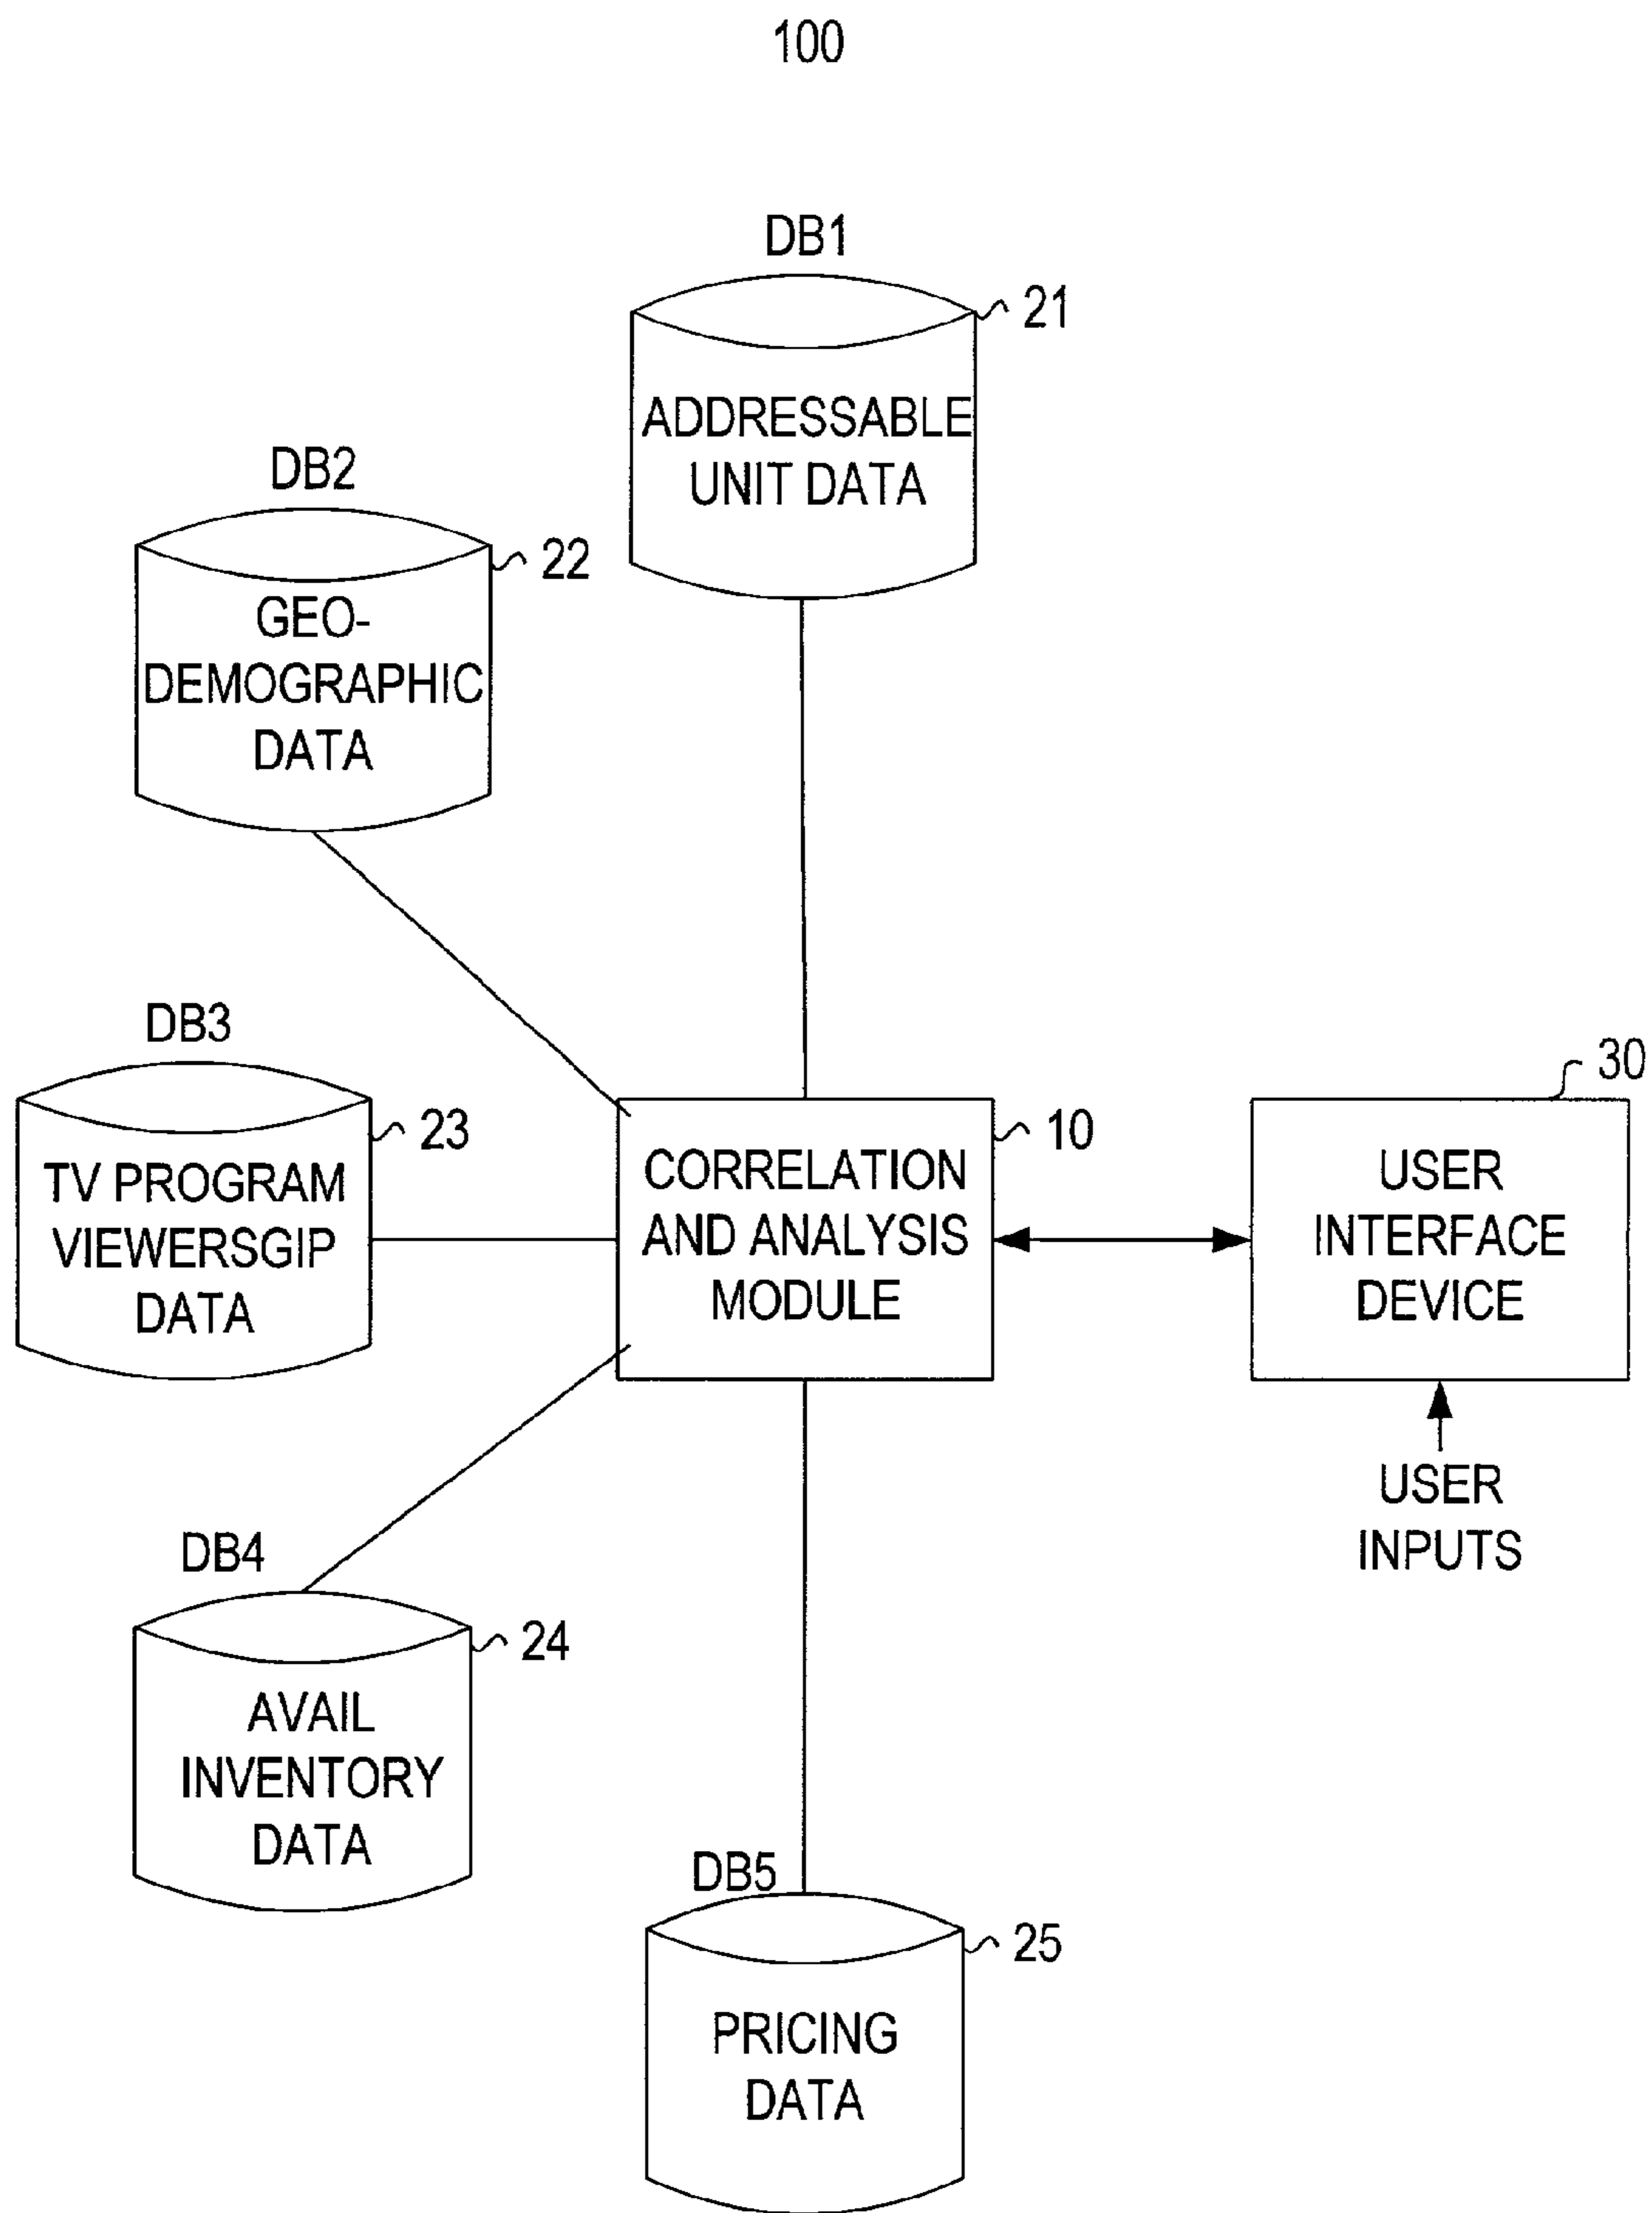 100
DB1
21
ADDRESSABLE
UNIT DATA
DB2
22
GEO-
DEMOGRAPHIC
DATA
DB3
23
TV PROGRAM
VIEWERSGIP
DATA
10
CORRELATION
AND ANALYSIS
MODULE
30
USER
INTERFACE
DEVICE
USER
INPUTS
DB4
24
AVAIL
INVENTORY
DATA
DB5
25
PRICING
DATA